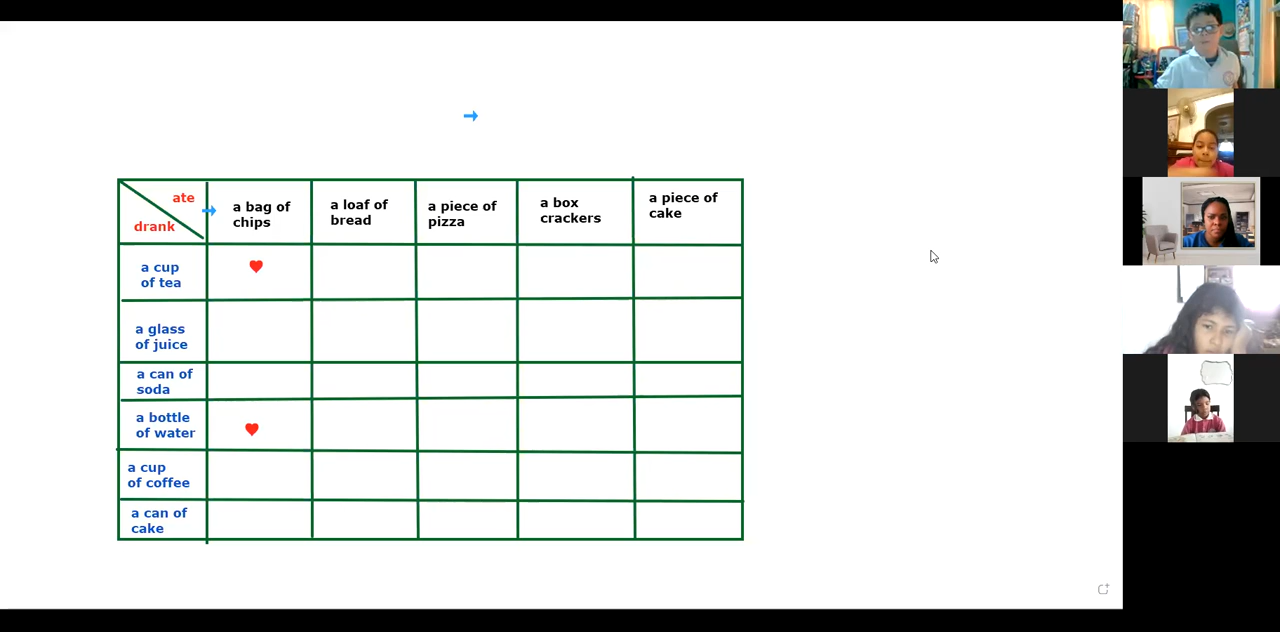 ate
drank
a bag of
chips
a loaf of
bread
a piece of
pizza
a box
crackers
a piece of
cake
a cup
of tea
a glass
of juice
a can of
soda
a bottle
of water
a cup
of coffee
a can of
cake